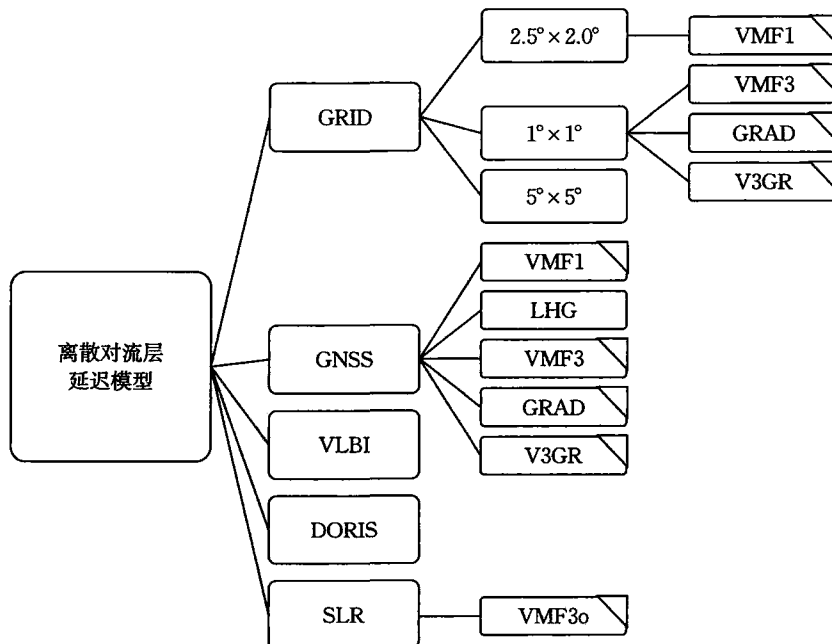 离散对流层
延迟模型
GRID
2.5°×2.0°
VMF1
1°×1°
VMF3
GRAD
V3GR
5°×5°
GNSS
VMF1
LHG
VMF3
GRAD
V3GR
VLBI
DORIS
SLR
VMF3o